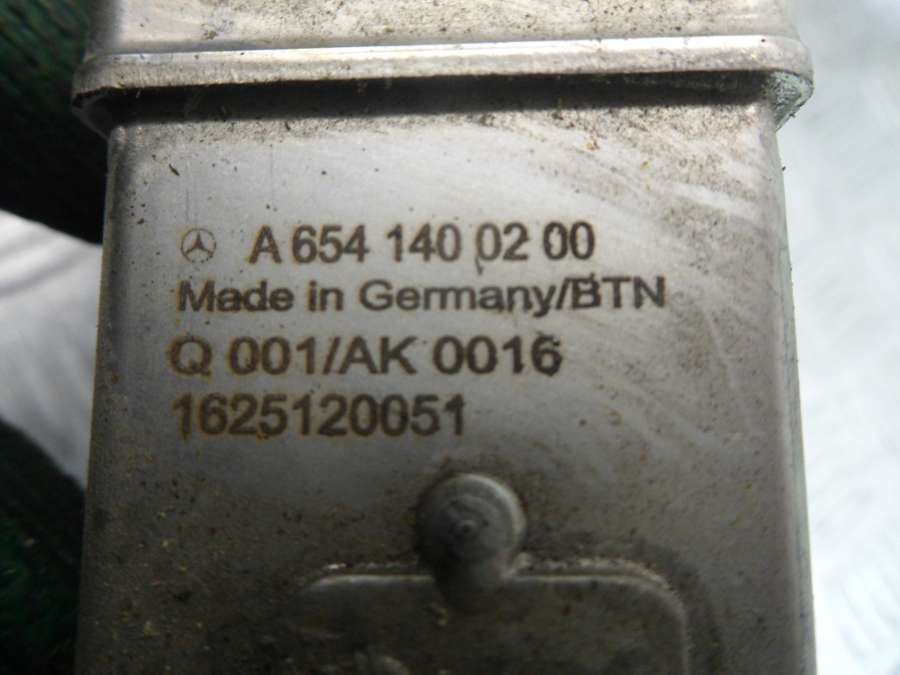 A 654 140 02 00
Made in Germany/BTN
Q 001/AK 0016
1625120051